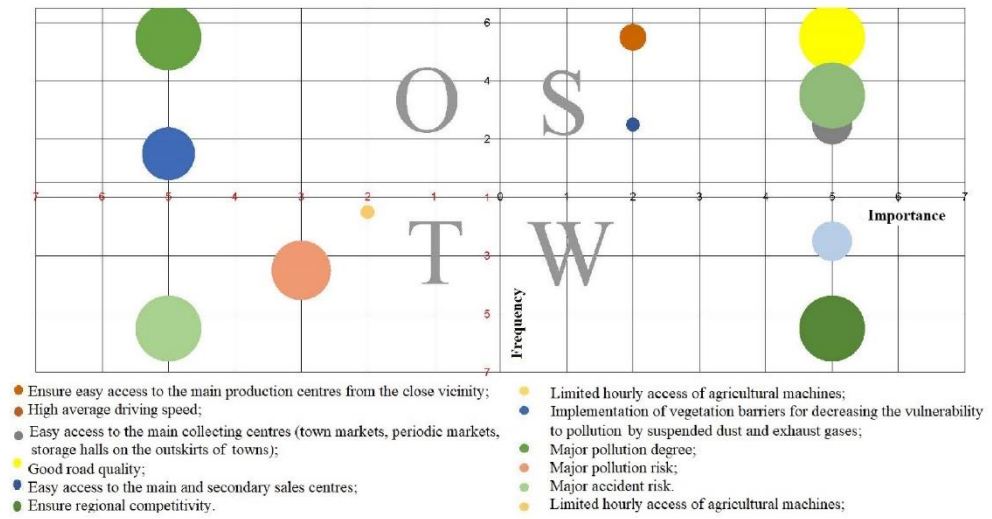 6
4
O S
2
7 6 5 4 3 2 1 0 1 2 3 4 5 6 7
1
Importance
T W
3
5
Frequency
7
Ensure easy access to the main production centres from the close vicinity;
High average driving speed;
Easy access to the main collecting centres (town markets, periodic markets,
storage halls on the outskirts of towns);
Good road quality;
Easy access to the main and secondary sales centres;
Ensure regional competitivity.
Limited hourly access of agricultural machines;
Implementation of vegetation barriers for decreasing the vulnerability
to pollution by suspended dust and exhaust gases;
Major pollution degree;
Major pollution risk;
Major accident risk.
Limited hourly access of agricultural machines;